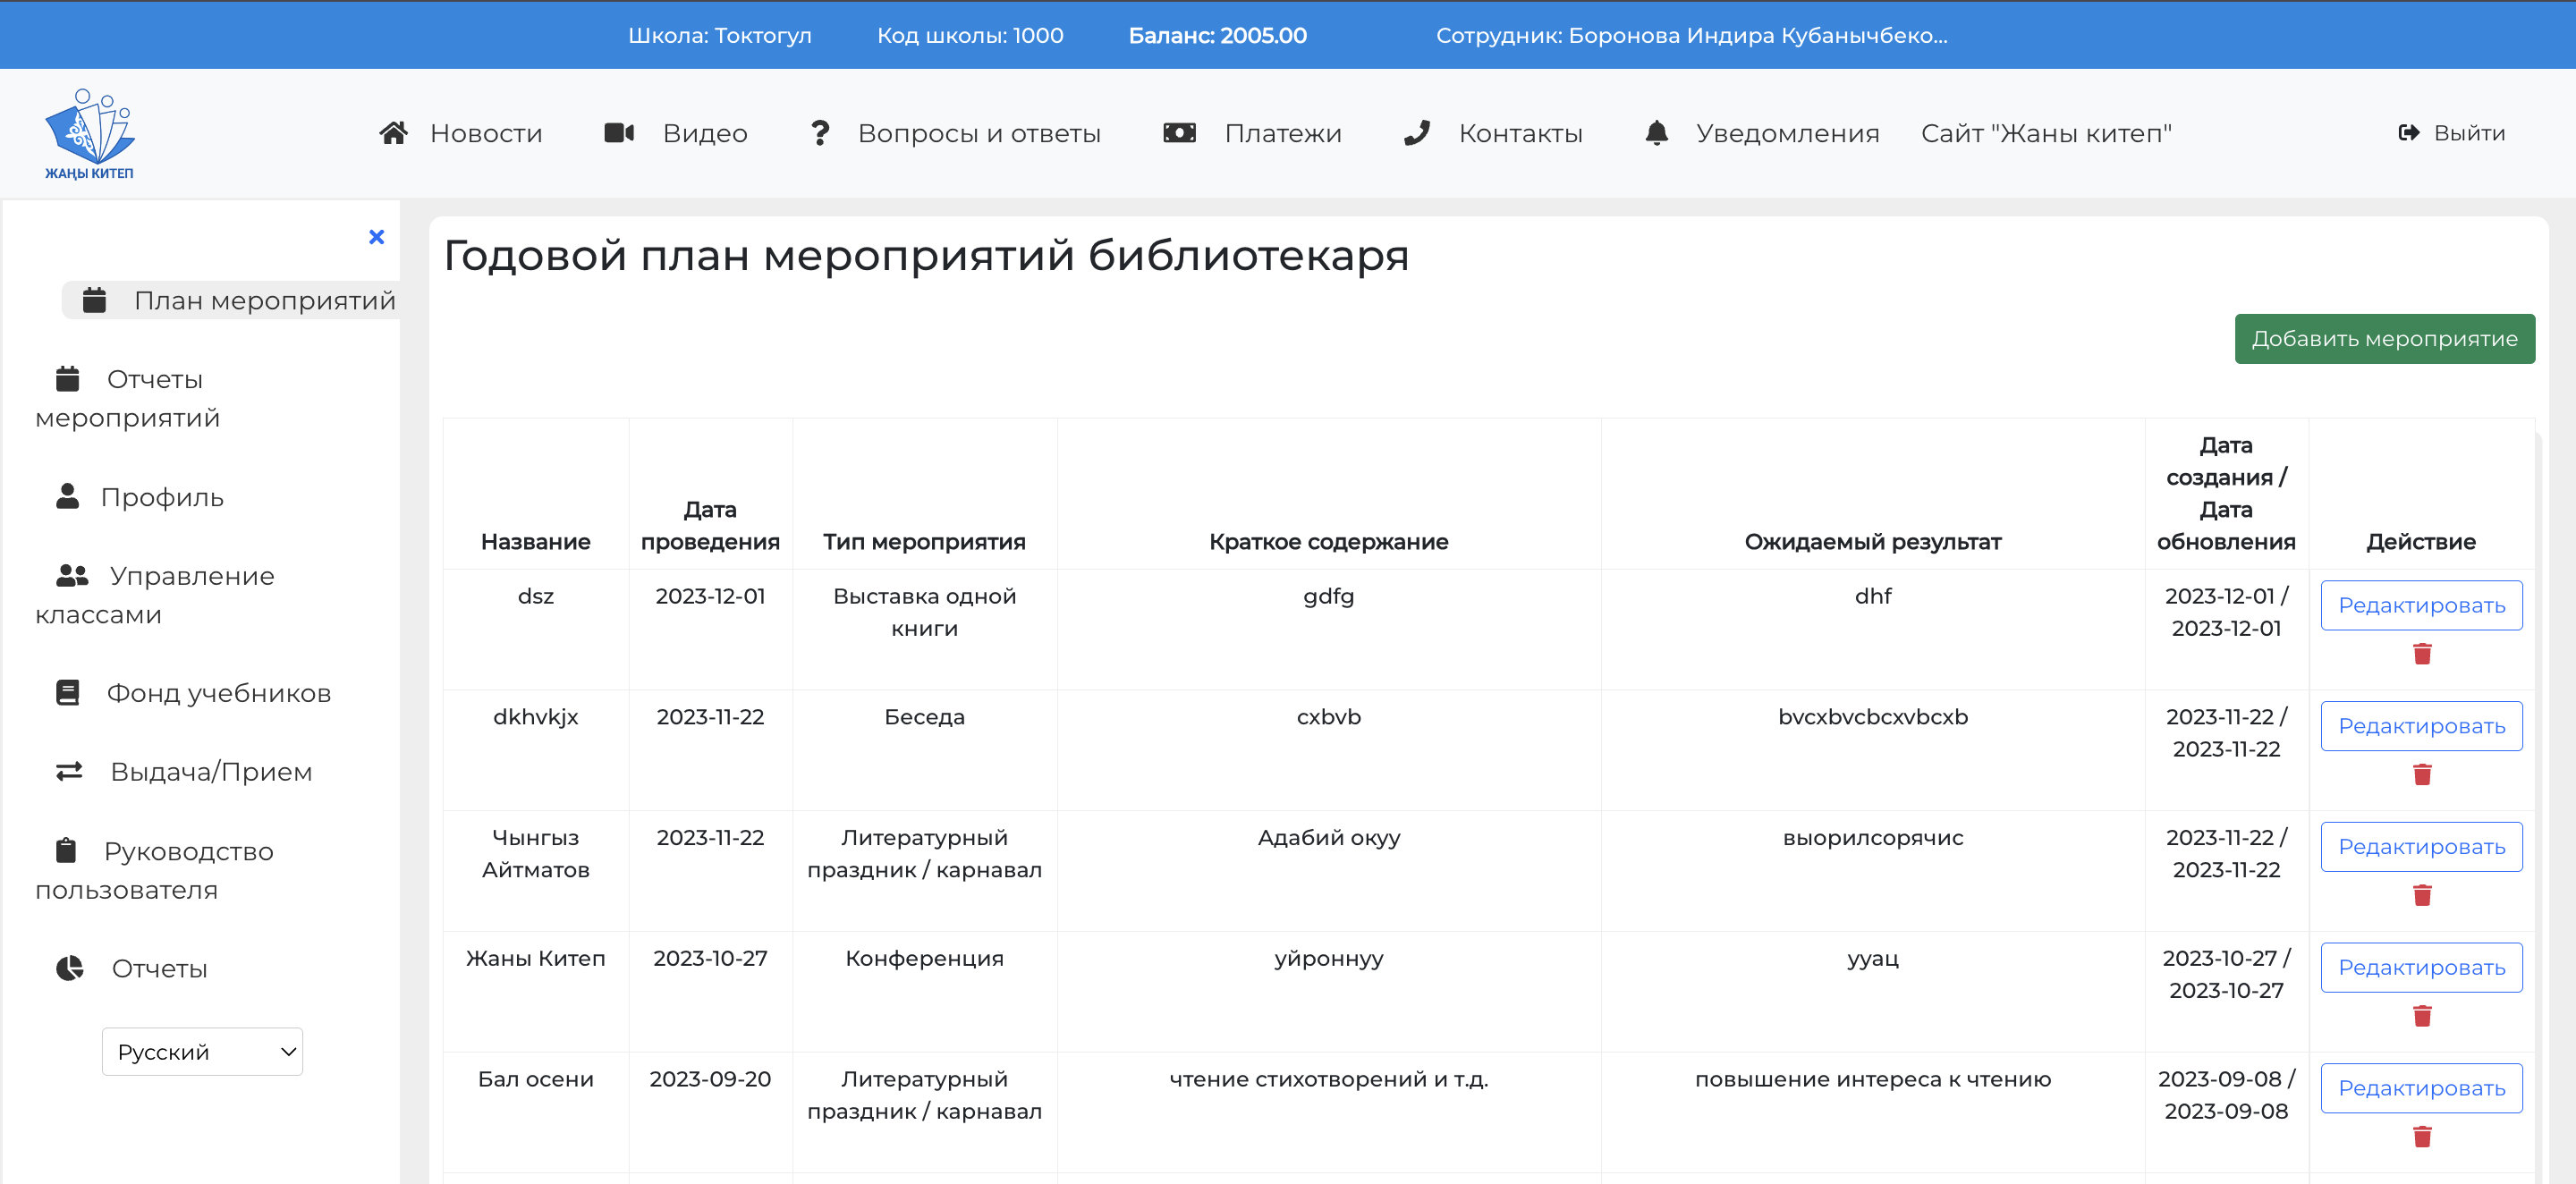 Школа: Токтогул Код школы: 1000 Баланс: 2005.00 Сотрудник: Боронова Индира Кубанычбеко...
ЖАҢЫ КИТЕП
Новости Видео Вопросы и ответы Платежи Контакты Уведомления Сайт "Жаны китеп" Выйти
План мероприятий
Отчеты
мероприятий
Профиль
Управление
классами
Фонд учебников
Выдача/Прием
Руководство
пользователя
Отчеты
Русский
Годовой план мероприятий библиотекаря
Добавить мероприятие
Название
Дата
проведения
Тип мероприятия
Краткое содержание
Ожидаемый результат
Дата
создания /
Дата
обновления
Действие
dsz
2023-12-01
Выставка одной
книги
gdfg
dhf
2023-12-01 /
2023-12-01
Редактировать
dkhvkjx
2023-11-22
Беседа
cxbvb
bvcxbvcbcxvbcxb
2023-11-22 /
2023-11-22
Редактировать
Чынгыз
Айтматов
2023-11-22
Литературный
праздник / карнавал
Адабий окуу
выорилсорячис
2023-11-22 /
2023-11-22
Редактировать
Жаны Китеп
2023-10-27
Конференция
уйроннуу
ууац
2023-10-27 /
2023-10-27
Редактировать
Бал осени
2023-09-20
Литературный
праздник / карнавал
чтение стихотворений и т.д.
повышение интереса к чтению
2023-09-08 /
2023-09-08
Редактировать